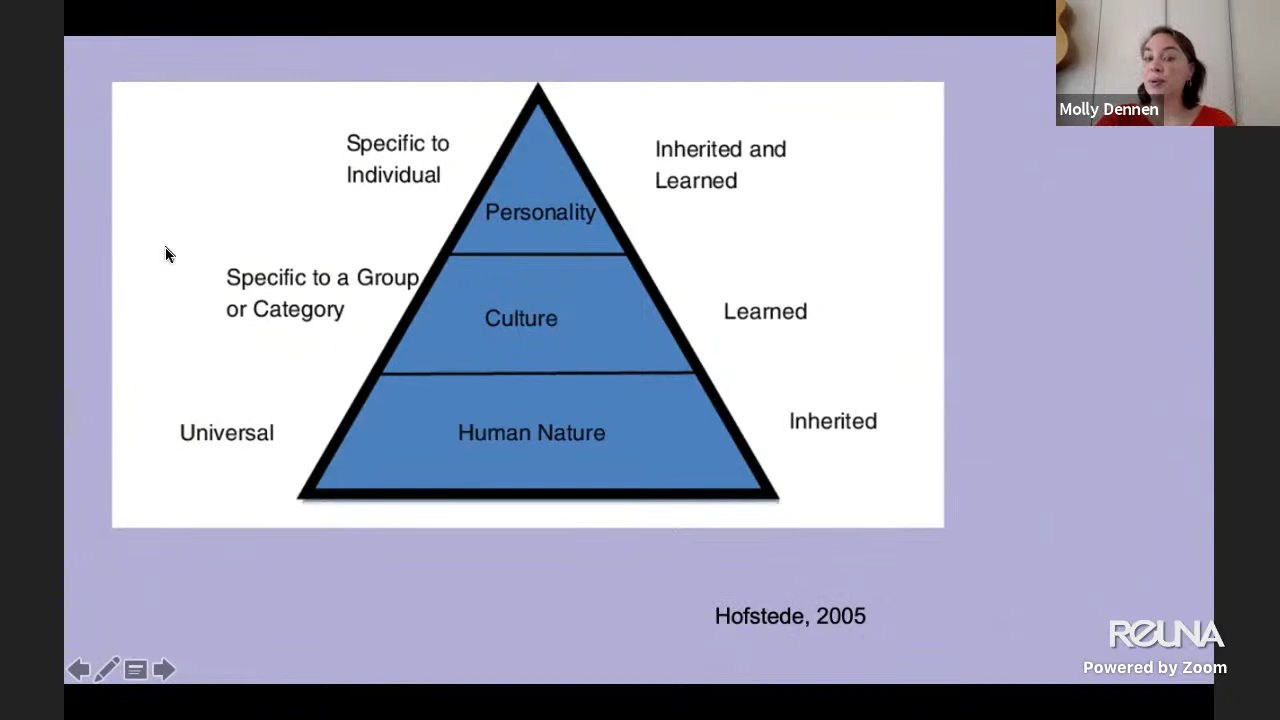 Molly Dennen
Specific to
Individual
Inherited and
Learned
Personality
Specific to a Group
or Category
Culture
Learned
Universal
Human Nature
Inherited
Hofstede, 2005
REUNA
Powered by Zoom